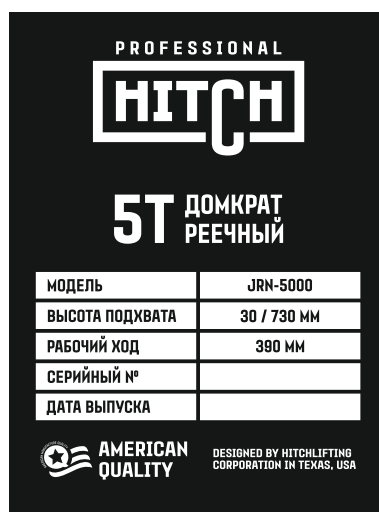 PROFESSIONAL
HITCH
5Т ДОМКРАТ
РЕЕЧНЫЙ
МОДЕЛЬ JRN-5000
ВЫСОТА ПОДХВАТА 30 / 730 ММ
РАБОЧИЙ ХОД 390 ММ
СЕРИЙНЫЙ №
ДАТА ВЫПУСКА
AMERICAN
QUALITY
DESIGNED BY HITCHLIFTING
CORPORATION IN TEXAS, USA